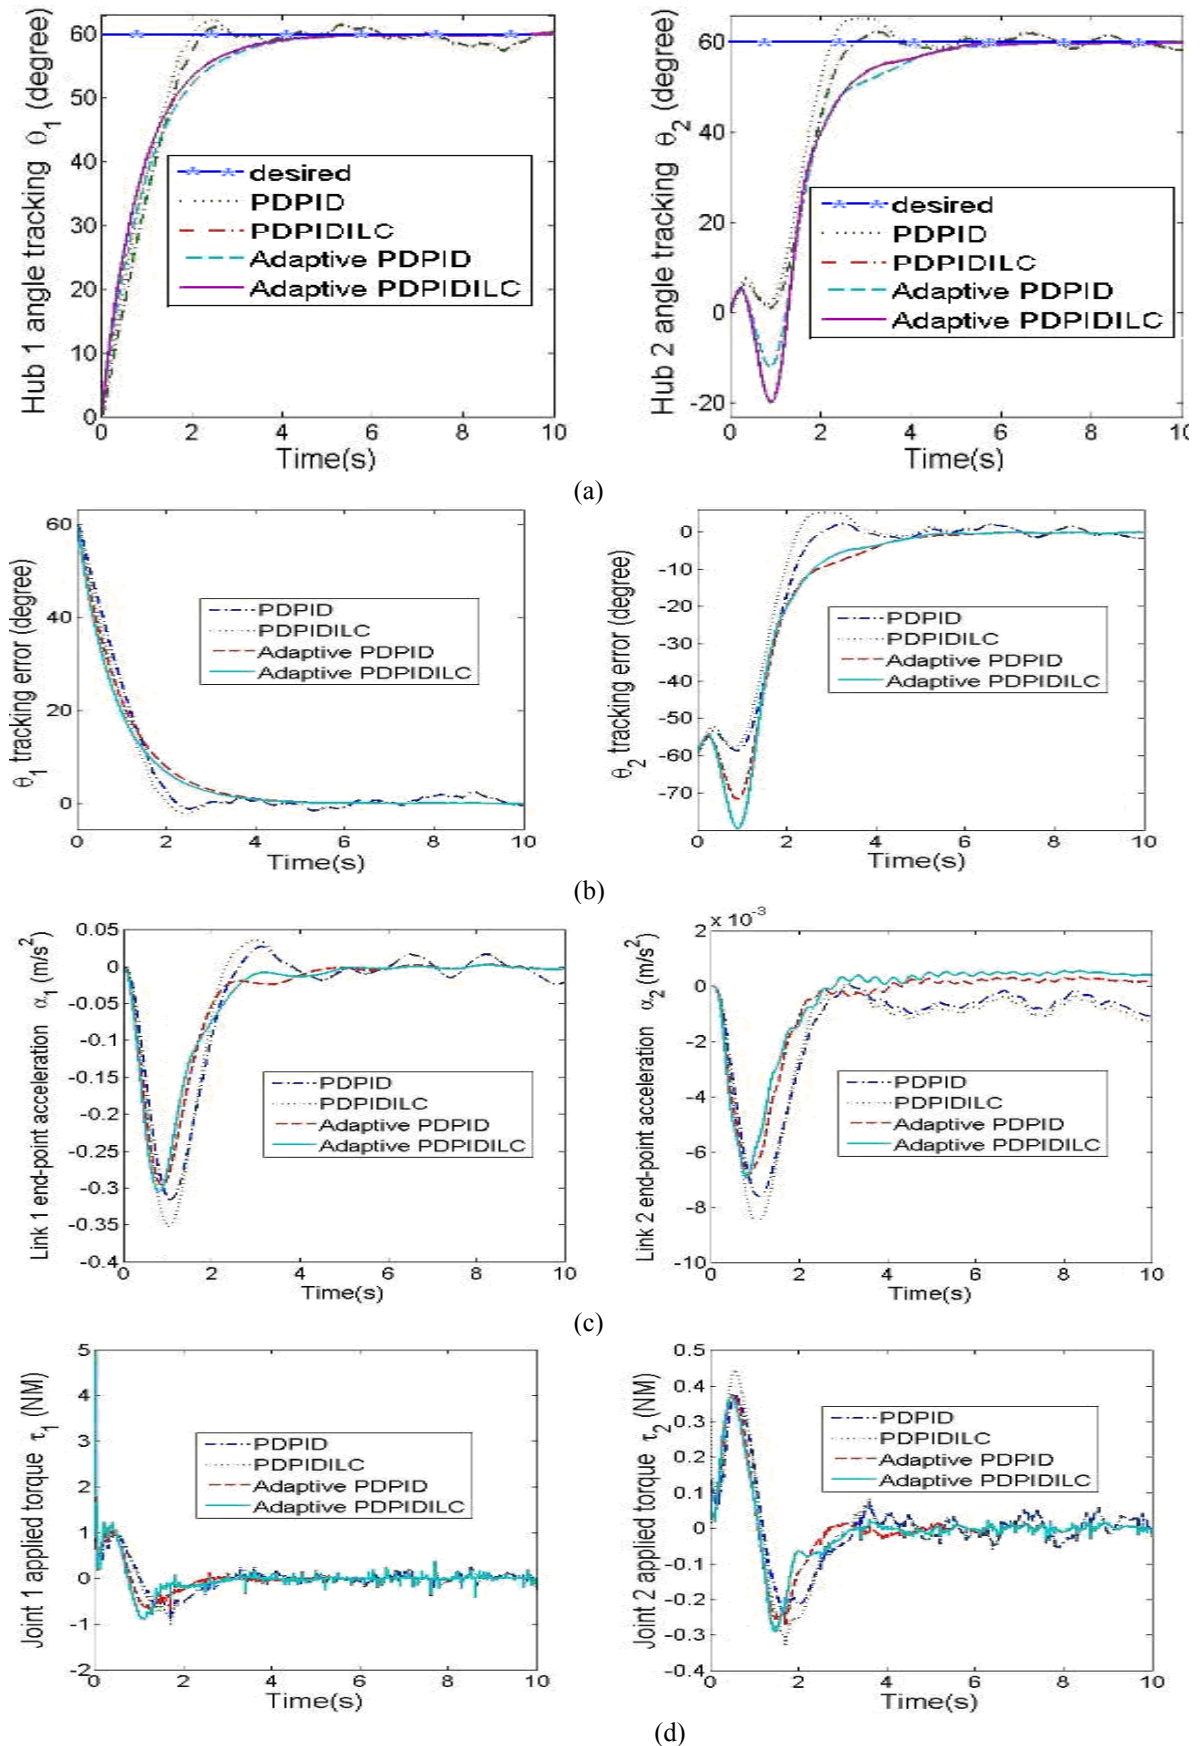 Hub 1 angle tracking θ1 (degree)
60
50
40
30
20
10
0
desired
PDPID
PDPIDILC
Adaptive PDPID
Adaptive PDPIDILC
0 2 4 6 8 10
Time(s)
Hub 2 angle tracking θ2 (degree)
60
40
20
0
-20
desired
PDPID
PDPIDILC
Adaptive PDPID
Adaptive PDPIDILC
0 2 4 6 8 10
Time(s)
(a)
θ1 tracking error (degree)
60
40
20
0
PDPID
PDPIDILC
Adaptive PDPID
Adaptive PDPIDILC
0 2 4 6 8 10
Time(s)
θ2 tracking error (degree)
0
-10
-20
-30
-40
-50
-60
-70
PDPID
PDPIDILC
Adaptive PDPID
Adaptive PDPIDILC
0 2 4 6 8 10
Time(s)
(b)
Link 1 end-point acceleration α1 (m/s²)
0.05
0
-0.05
-0.1
-0.15
-0.2
-0.25
-0.3
-0.35
-0.4
PDPID
PDPIDILC
Adaptive PDPID
Adaptive PDPIDILC
0 2 4 6 8 10
Time(s)
Link 2 end-point acceleration α2 (m/s²)
x 10⁻³
2
0
-2
-4
-6
-8
-10
PDPID
PDPIDILC
Adaptive PDPID
Adaptive PDPIDILC
0 2 4 6 8 10
Time(s)
(c)
Joint 1 applied torque τ1 (NM)
5
4
3
2
1
0
-1
-2
PDPID
PDPIDILC
Adaptive PDPID
Adaptive PDPIDILC
0 2 4 6 8 10
Time(s)
Joint 2 applied torque τ2 (NM)
0.5
0.4
0.3
0.2
0.1
0
-0.1
-0.2
-0.3
-0.4
PDPID
PDPIDILC
Adaptive PDPID
Adaptive PDPIDILC
0 2 4 6 8 10
Time(s)
(d)